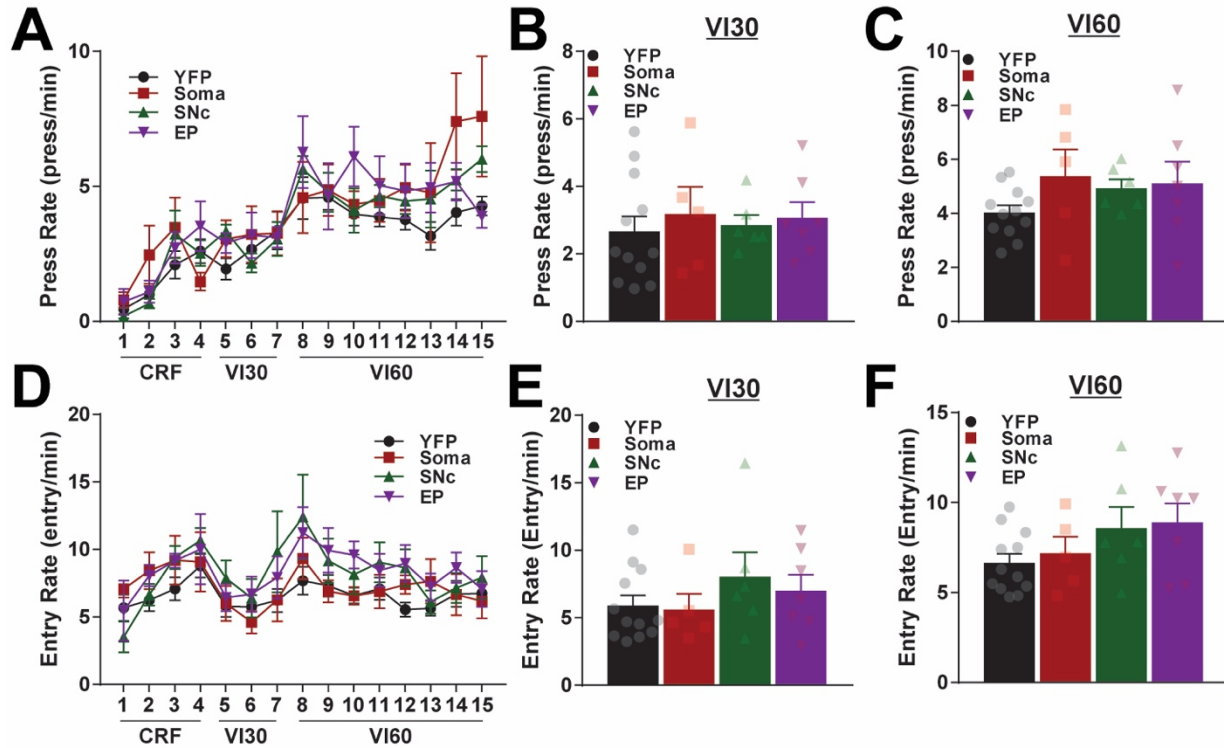 A
Press Rate (press/min)
10
5
0
YFP
Soma
SNc
EP
1 2 3 4 5 6 7 8 9 10 11 12 13 14 15
CRF VI30 VI60
B
VI30
Press Rate (press/min)
8
6
4
2
0
YFP
Soma
SNc
EP
C
VI60
Press Rate (press/min)
10
8
6
4
2
0
YFP
Soma
SNc
EP
D
Entry Rate (entry/min)
20
15
10
5
0
YFP
Soma
SNc
EP
1 2 3 4 5 6 7 8 9 10 11 12 13 14 15
CRF VI30 VI60
E
VI30
Entry Rate (Entry/min)
20
15
10
5
0
YFP
Soma
SNc
EP
F
VI60
Entry Rate (Entry/min)
15
10
5
0
YFP
Soma
SNc
EP